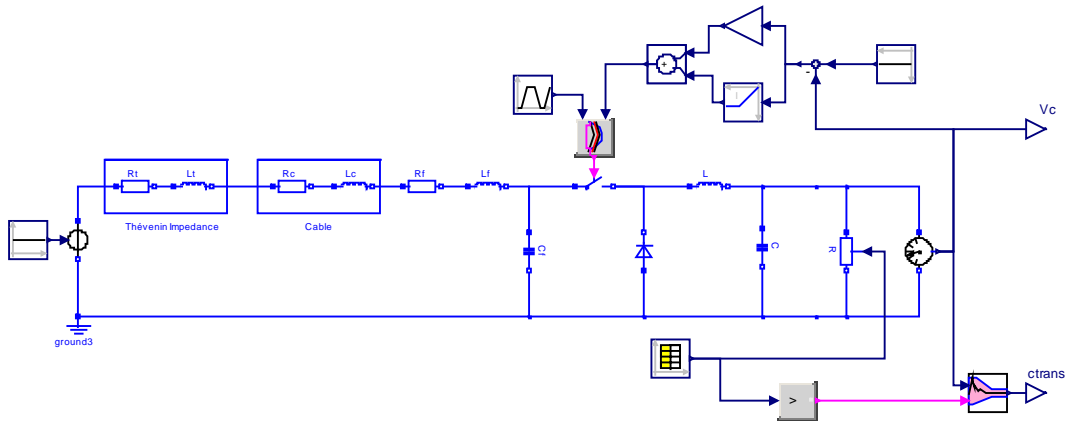 +
-
Vc
Rt
Lt
Rc
Lc
Rf
Lf
L
Thévenin Impedance
Cable
Cf
C
R
ground3
ctrans
>